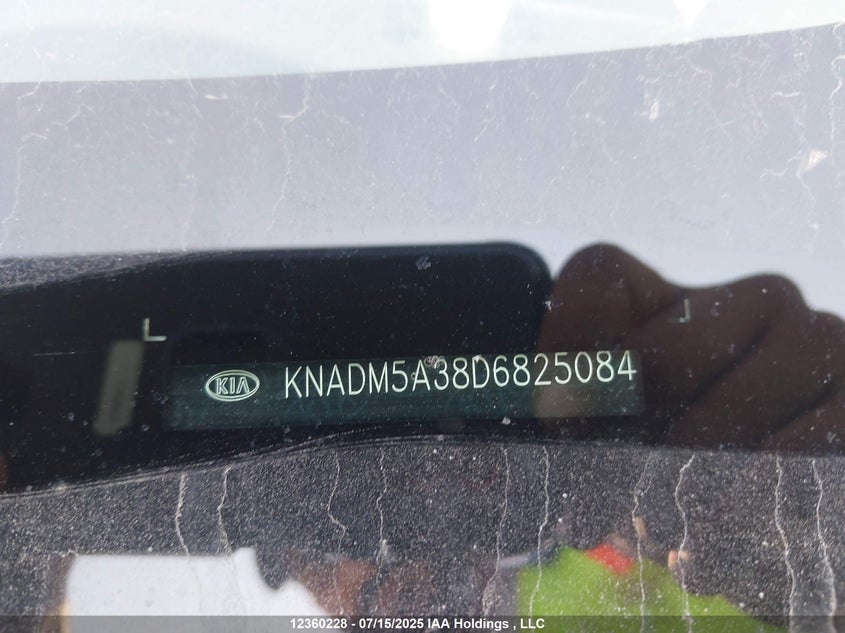 KIA KNADM5A38D6825084
12360228 - 07/15/2025 IAA Holdings , LLC